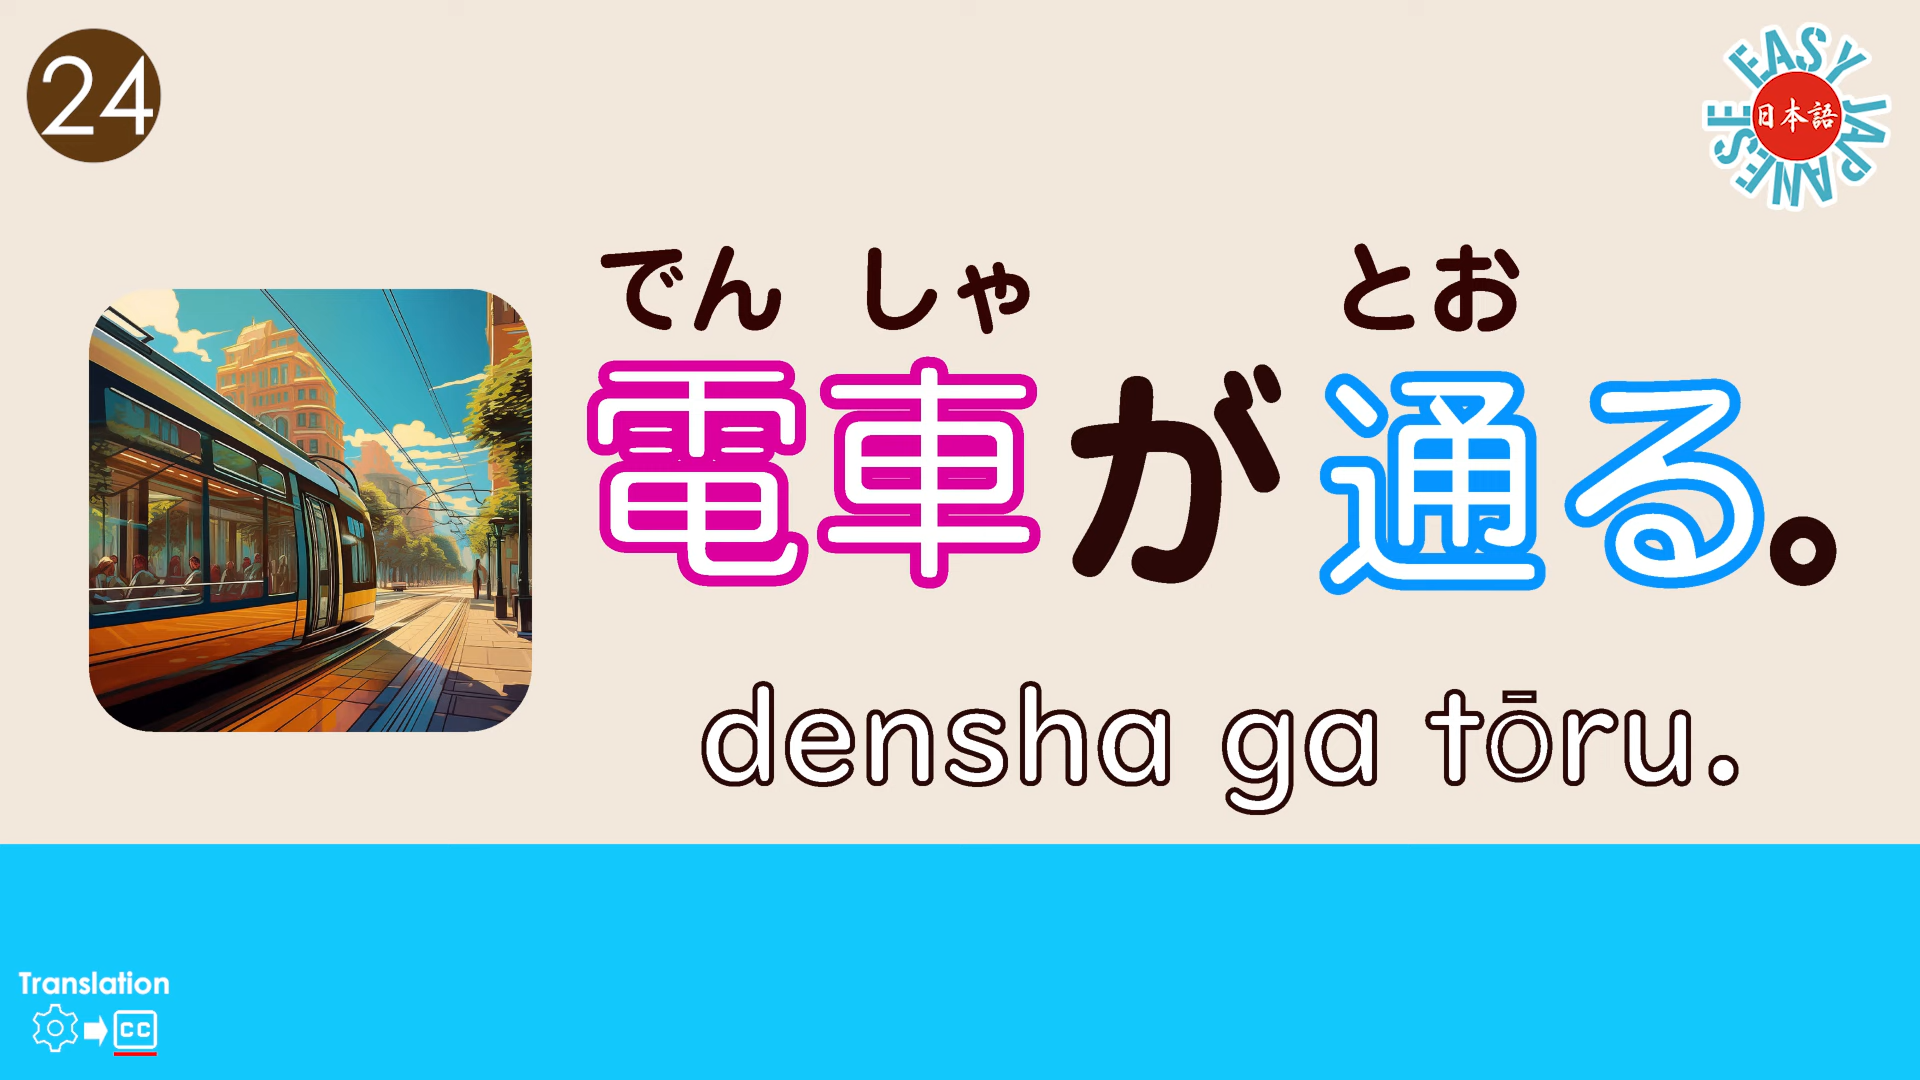 24
EASY JAPANESE
日本語
でん しゃ とお
電車が通る。
densha ga tōru.
Translation
CC